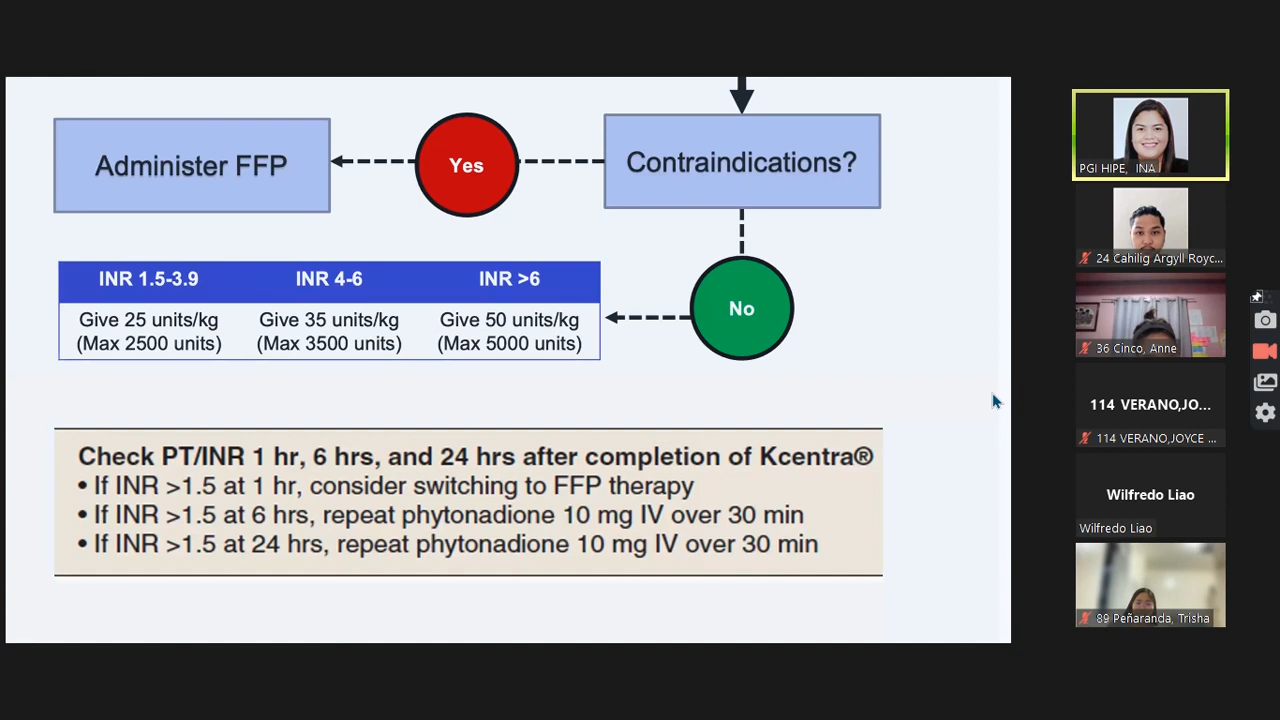 Administer FFP
Yes
Contraindications?
INR 1.5-3.9 INR 4-6 INR >6
Give 25 units/kg Give 35 units/kg Give 50 units/kg
(Max 2500 units) (Max 3500 units) (Max 5000 units)
No
Check PT/INR 1 hr, 6 hrs, and 24 hrs after completion of Kcentra®
• If INR >1.5 at 1 hr, consider switching to FFP therapy
• If INR >1.5 at 6 hrs, repeat phytonadione 10 mg IV over 30 min
• If INR >1.5 at 24 hrs, repeat phytonadione 10 mg IV over 30 min
PGI HIPE, INA
24 Cahilig Argyll Royc...
36 Cinco, Anne
114 VERANO,JO...
114 VERANO,JOYCE ...
Wilfredo Liao
Wilfredo Liao
89 Peñaranda, Trisha